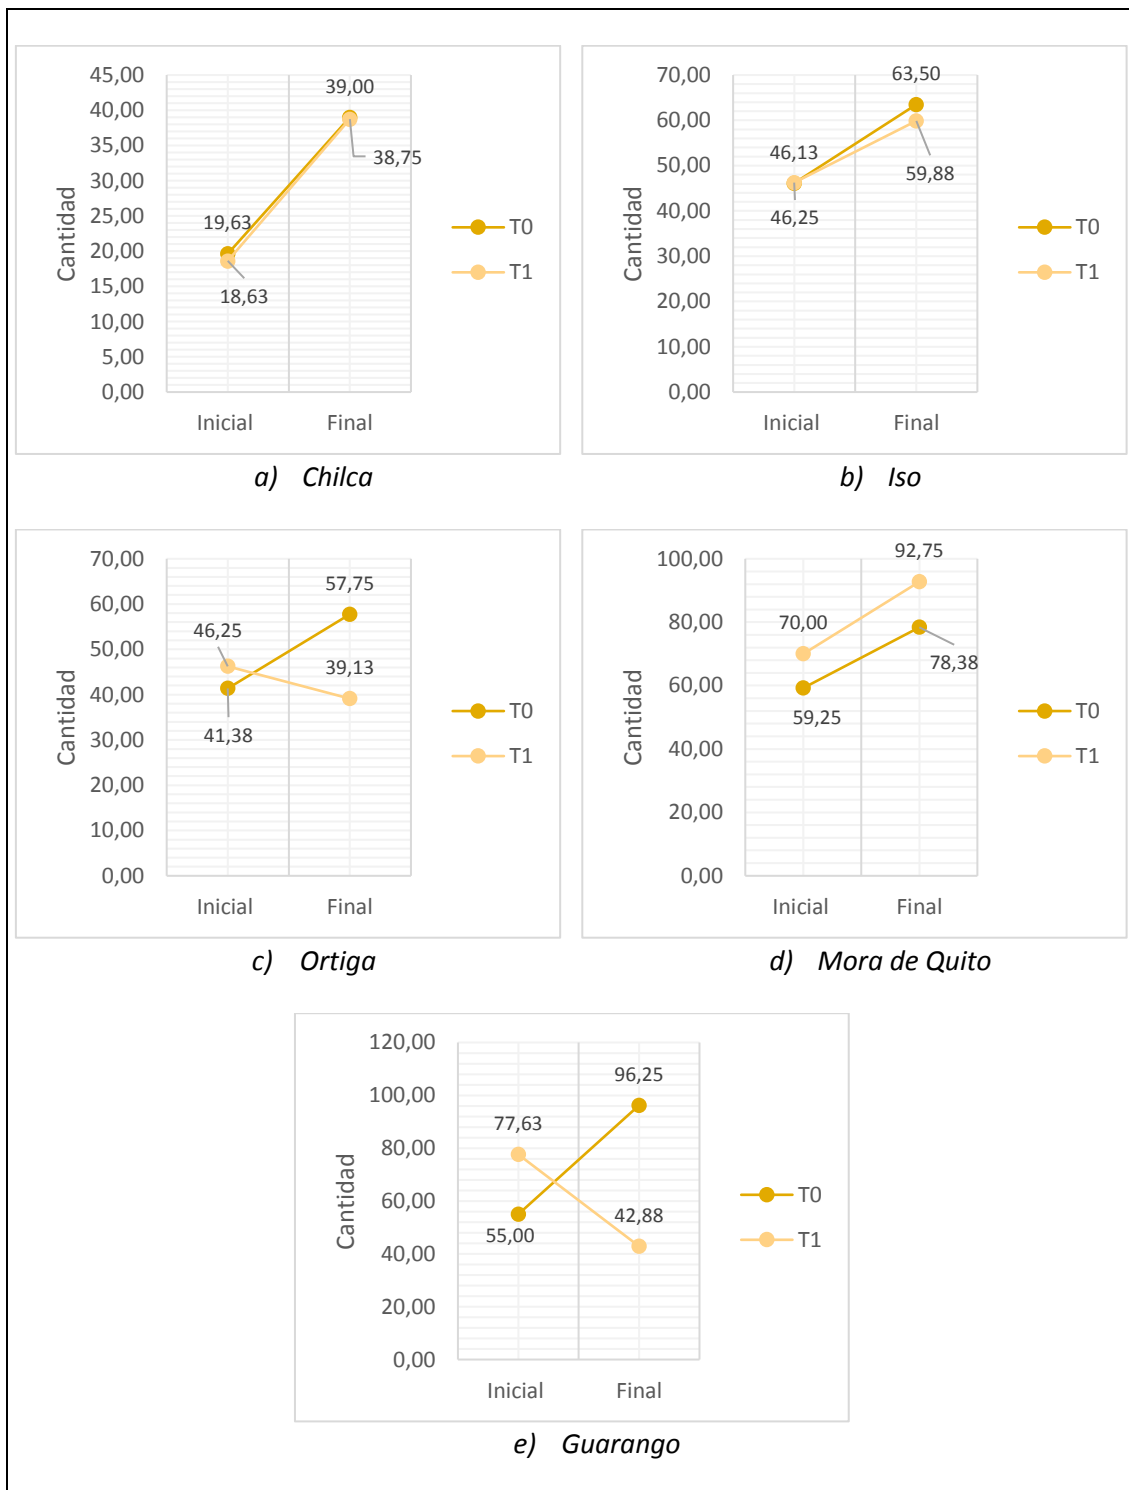 45,00
40,00
35,00
30,00
25,00
20,00
15,00
10,00
5,00
0,00
Cantidad
39,00
38,75
19,63
18,63
Inicial Final
T0
T1
a) Chilca
70,00
60,00
50,00
40,00
30,00
20,00
10,00
0,00
Cantidad
63,50
46,13
59,88
46,25
Inicial Final
T0
T1
b) Iso
70,00
60,00
50,00
40,00
30,00
20,00
10,00
0,00
Cantidad
57,75
46,25
39,13
41,38
Inicial Final
T0
T1
c) Ortiga
100,00
80,00
60,00
40,00
20,00
0,00
Cantidad
92,75
70,00
78,38
59,25
Inicial Final
T0
T1
d) Mora de Quito
120,00
100,00
80,00
60,00
40,00
20,00
0,00
Cantidad
96,25
77,63
42,88
55,00
Inicial Final
T0
T1
e) Guarango